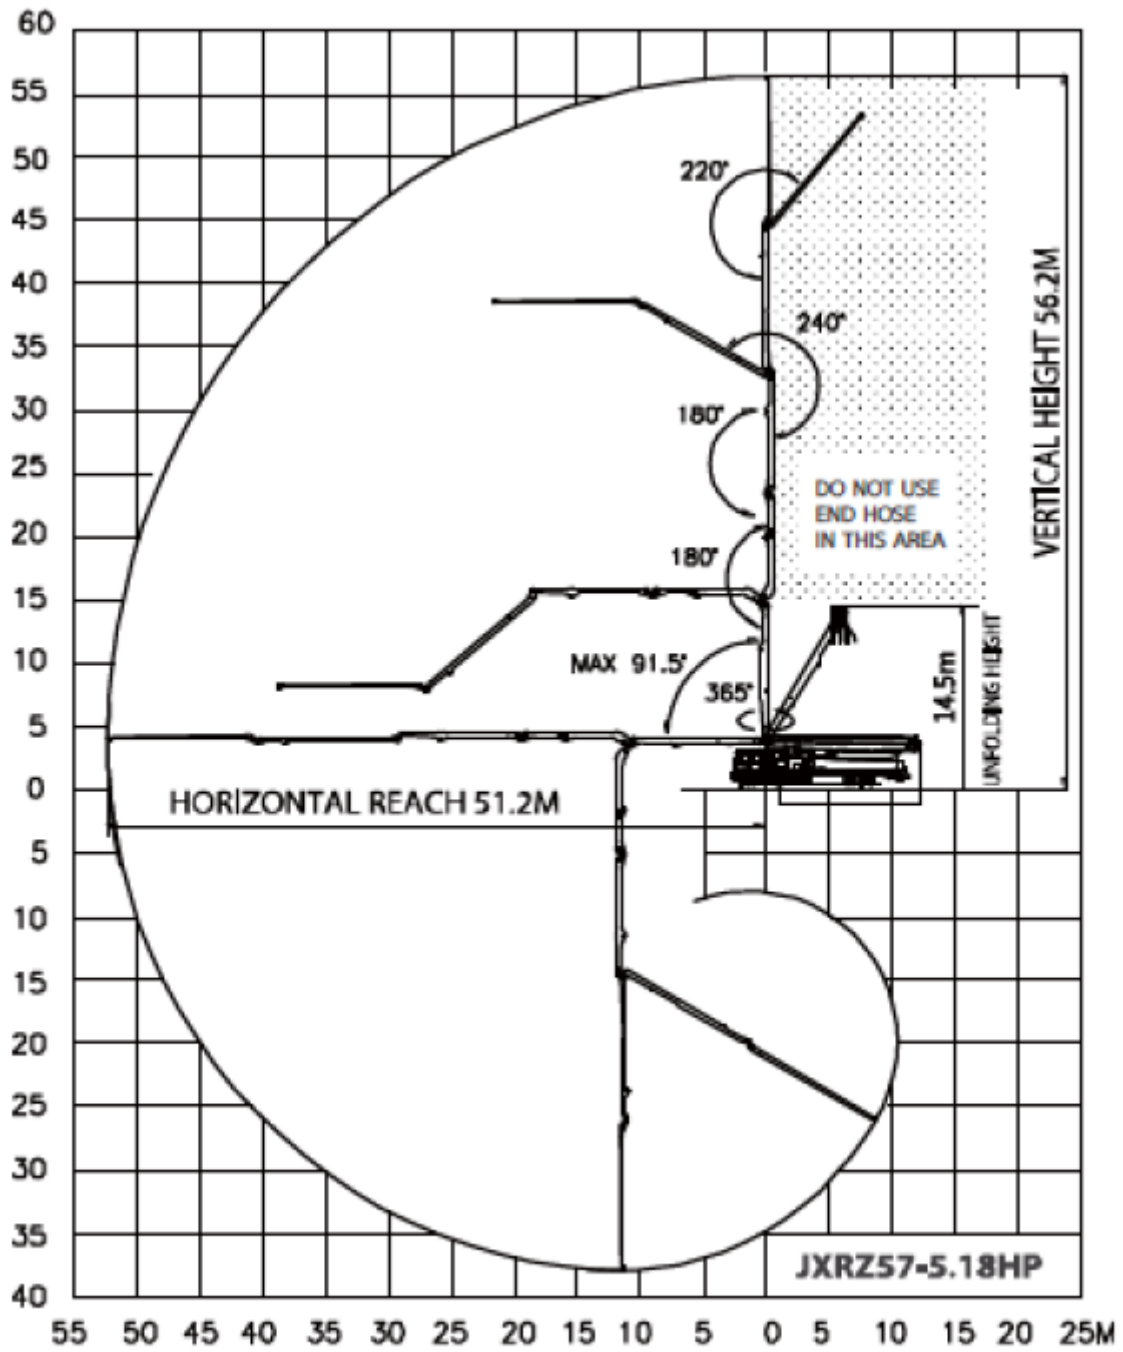 60
55
50
45
40
35
30
25
20
15
10
5
0
5
10
15
20
25
30
35
40
220°
240°
180°
180°
MAX 91.5°
365°
DO NOT USE
END HOSE
IN THIS AREA
VERTICAL HEIGHT 56.2M
14.5m
UNFOLDING HEIGHT
HORIZONTAL REACH 51.2M
JXRZ57-5.18HP
55 50 45 40 35 30 25 20 15 10 5 0 5 10 15 20 25M